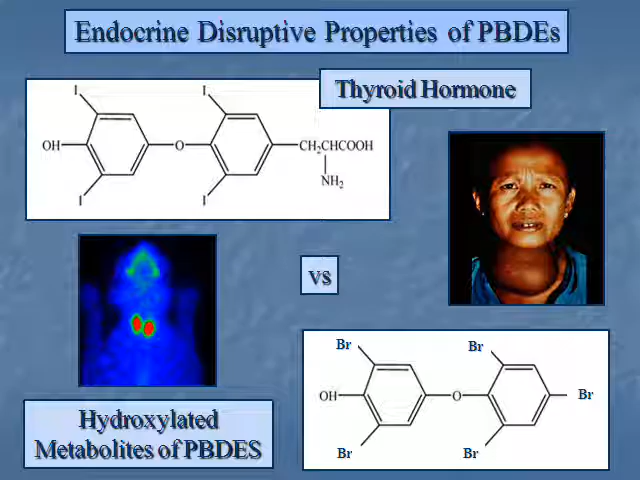 Endocrine Disruptive Properties of PBDEs
Thyroid Hormone
I I
OH O CH2CHCOOH
NH2
I I
vs
Br Br
OH O Br
Br Br
Hydroxylated
Metabolites of PBDES